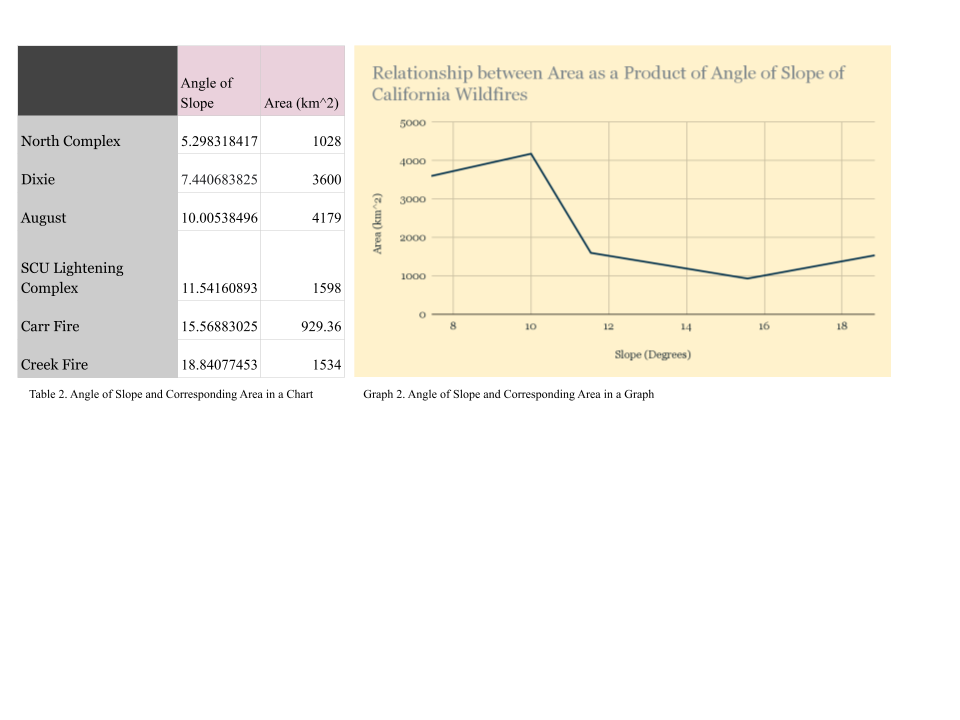 Angle of
Slope
Area (km^2)
North Complex 5.298318417 1028
Dixie 7.440683825 3600
August 10.00538496 4179
SCU Lightening
Complex 11.54160893 1598
Carr Fire 15.56883025 929.36
Creek Fire 18.84077453 1534
Table 2. Angle of Slope and Corresponding Area in a Chart
Relationship between Area as a Product of Angle of Slope of
California Wildfires
5000
4000
3000
2000
1000
0
Area (km^2)
8 10 12 14 16 18
Slope (Degrees)
Graph 2. Angle of Slope and Corresponding Area in a Graph